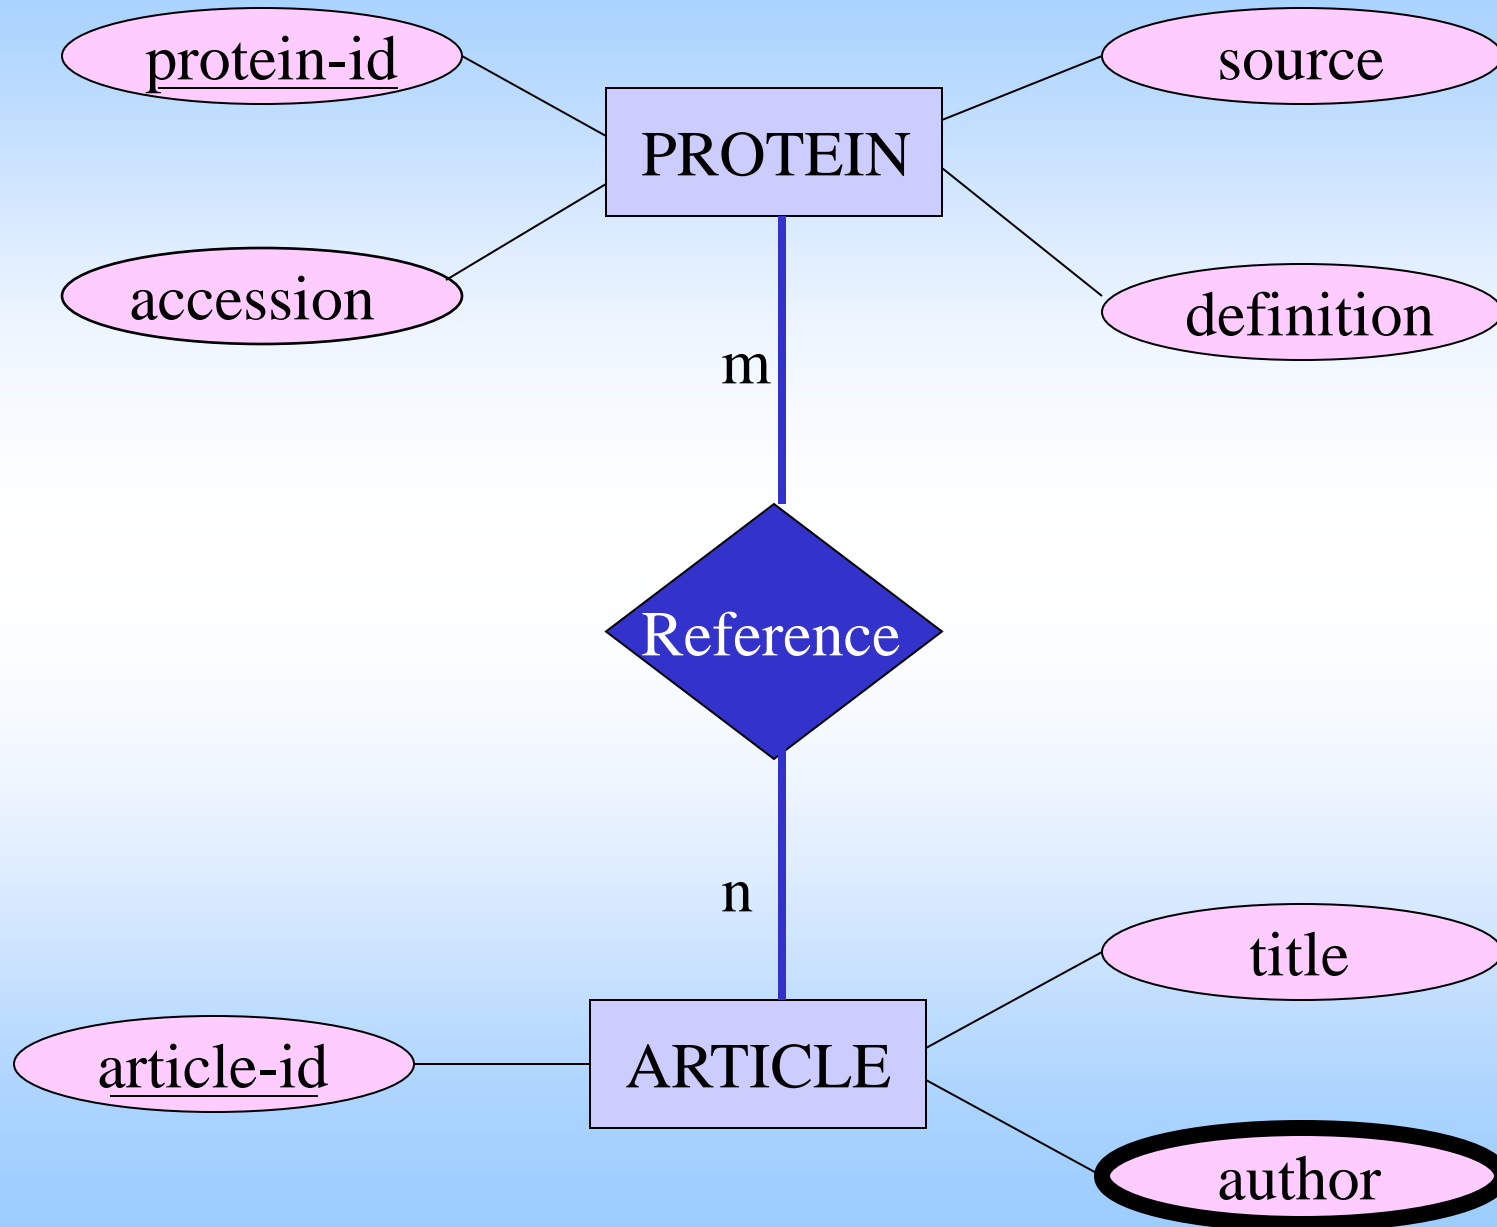 protein-id
source
PROTEIN
accession
definition
m
Reference
n
title
article-id
ARTICLE
author